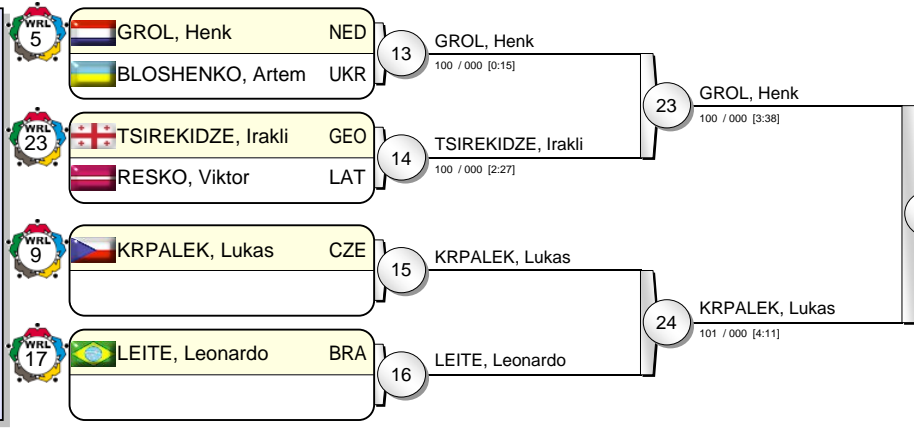 WRL
5
GROL, Henk NED
BLOSHENKO, Artem UKR
13
GROL, Henk
100 / 000 [0:15]
WRL
23
TSIREKIDZE, Irakli GEO
RESKO, Viktor LAT
14
TSIREKIDZE, Irakli
100 / 000 [2:27]
23
GROL, Henk
100 / 000 [3:38]
WRL
9
KRPALEK, Lukas CZE
15
KRPALEK, Lukas
WRL
17
LEITE, Leonardo BRA
16
LEITE, Leonardo
24
KRPALEK, Lukas
101 / 000 [4:11]